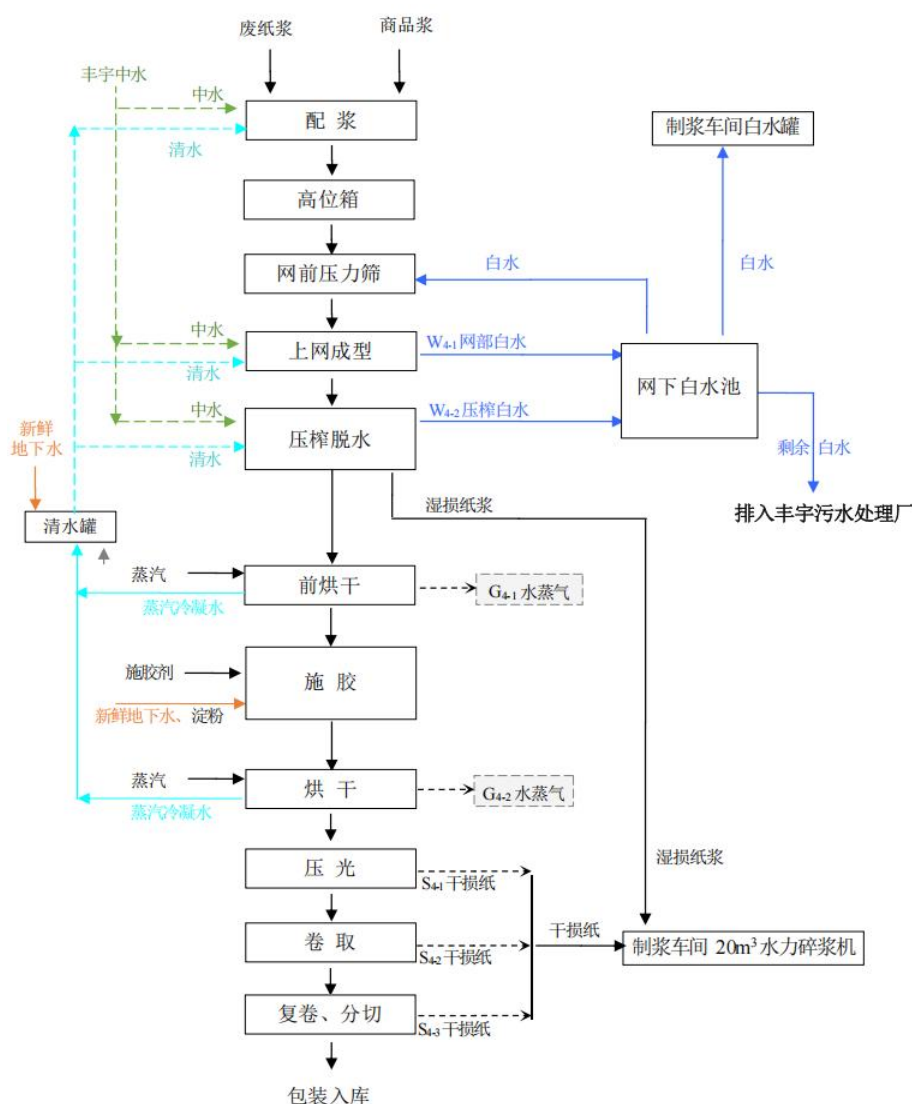 废纸浆
商品浆
丰宇中水
中水
配 浆
清水
制浆车间白水罐
高位箱
网前压力筛
白水
白水
中水
上网成型
W4-1网部白水
清水
网下白水池
中水
压榨脱水
W4-2压榨白水
清水
新鲜
地下水
剩余 白水
湿损纸浆
排入丰宇污水处理厂
清水罐
蒸汽
前烘干
G4-1水蒸气
蒸汽冷凝水
施胶剂
施 胶
新鲜地下水、淀粉
蒸汽
烘 干
G4-2水蒸气
蒸汽冷凝水
压 光
S4-1干损纸
湿损纸浆
卷 取
S4-2干损纸
干损纸
制浆车间 20m³水力碎浆机
复卷、分切
S4-3干损纸
包装入库